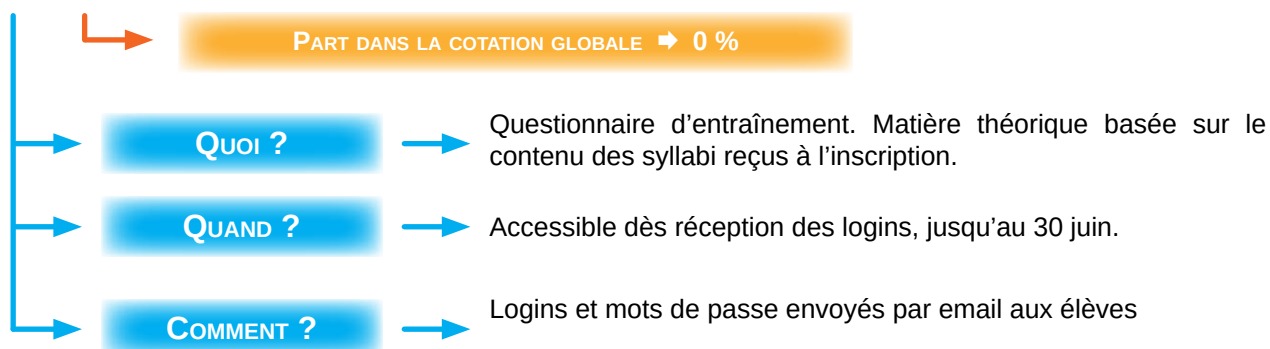 Part dans la cotation globale ➡ 0 %
Quoi ?
Questionnaire d’entraînement. Matière théorique basée sur le
contenu des syllabi reçus à l’inscription.
Quand ?
Accessible dès réception des logins, jusqu’au 30 juin.
Comment ?
Logins et mots de passe envoyés par email aux élèves